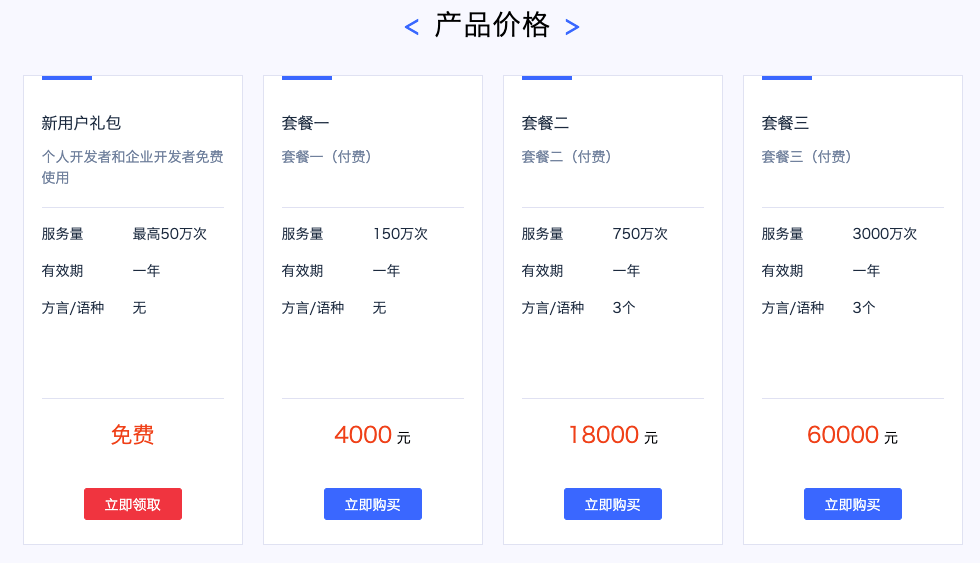 < 产品价格 >
新用户礼包
个人开发者和企业开发者免费
使用
服务量 最高50万次
有效期 一年
方言/语种 无
免费
立即领取
套餐一
套餐一（付费）
服务量 150万次
有效期 一年
方言/语种 无
4000 元
立即购买
套餐二
套餐二（付费）
服务量 750万次
有效期 一年
方言/语种 3个
18000 元
立即购买
套餐三
套餐三（付费）
服务量 3000万次
有效期 一年
方言/语种 3个
60000 元
立即购买